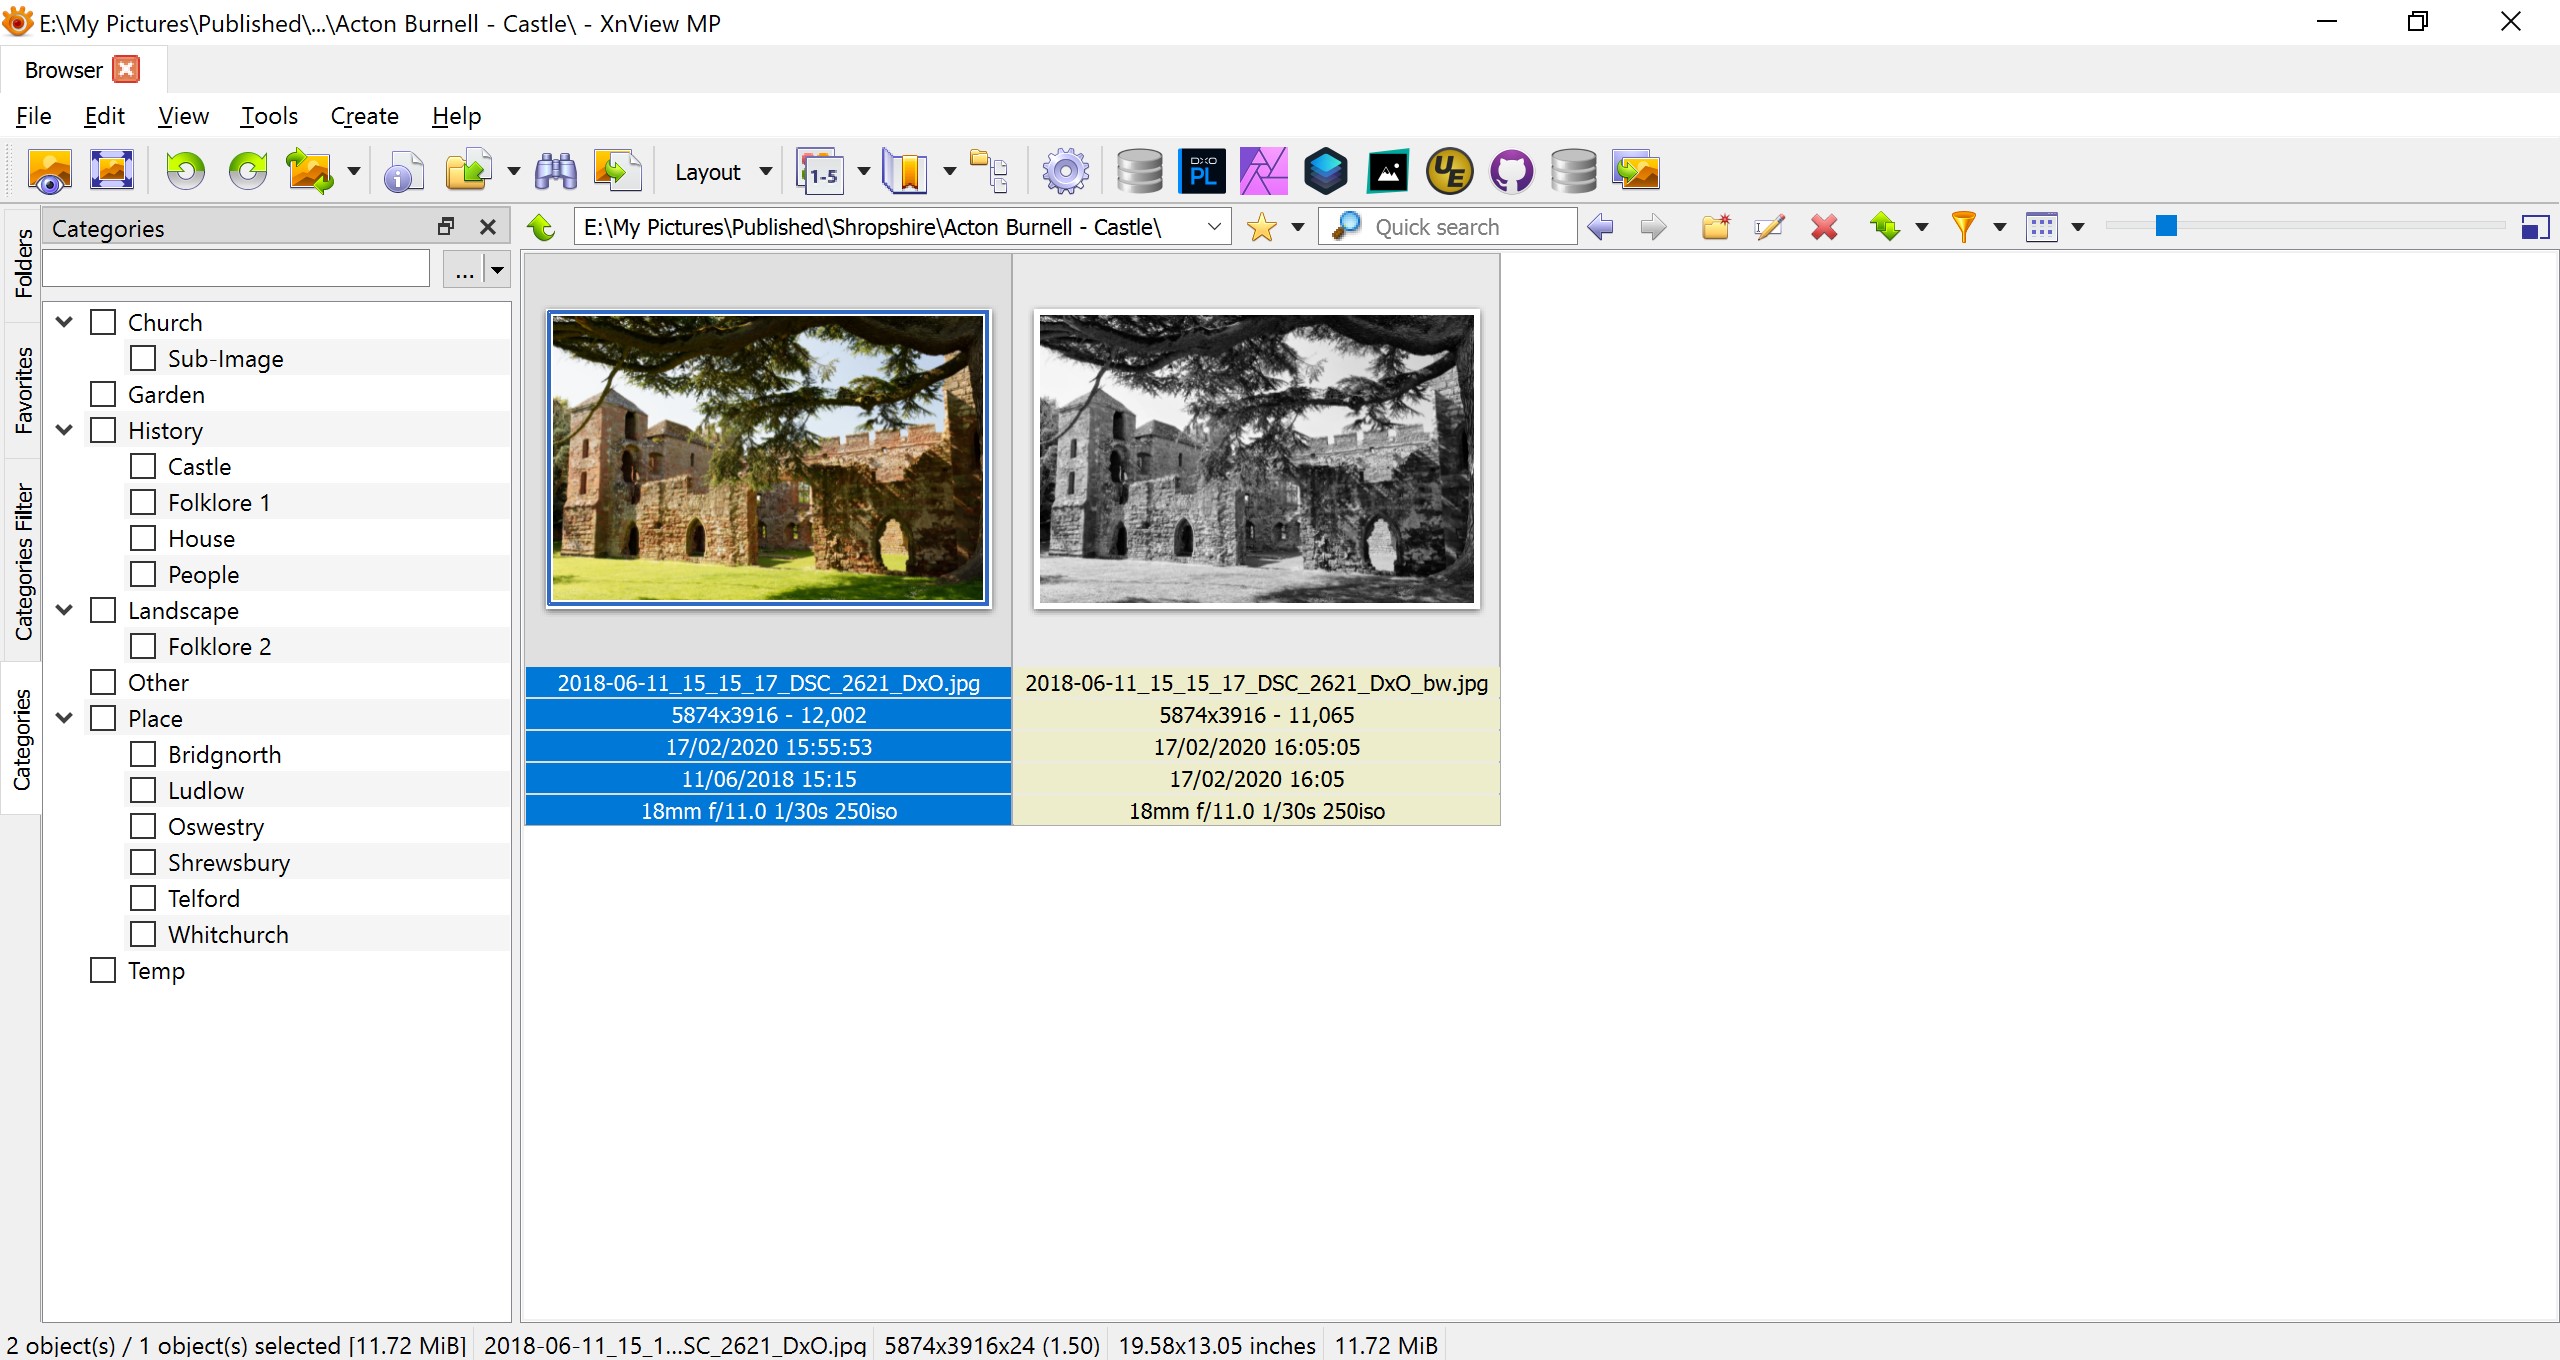 E:\My Pictures\Published\...\Acton Burnell - Castle\ - XnView MP
Browser
File Edit View Tools Create Help
1-5
DXO PL
UE
Layout
Categories
E:\My Pictures\Published\Shropshire\Acton Burnell - Castle\
Quick search
...
Folders
Favorites
Categories Filter
Categories
Church
Sub-Image
Garden
History
Castle
Folklore 1
House
People
Landscape
Folklore 2
Other
Place
Bridgnorth
Ludlow
Oswestry
Shrewsbury
Telford
Whitchurch
Temp
2018-06-11_15_15_17_DSC_2621_DxO.jpg
5874x3916 - 12,002
17/02/2020 15:55:53
11/06/2018 15:15
18mm f/11.0 1/30s 250iso
2018-06-11_15_15_17_DSC_2621_DxO_bw.jpg
5874x3916 - 11,065
17/02/2020 16:05:05
17/02/2020 16:05
18mm f/11.0 1/30s 250iso
2 object(s) / 1 object(s) selected [11.72 MiB] 2018-06-11_15_1...SC_2621_DxO.jpg 5874x3916x24 (1.50) 19.58x13.05 inches 11.72 MiB